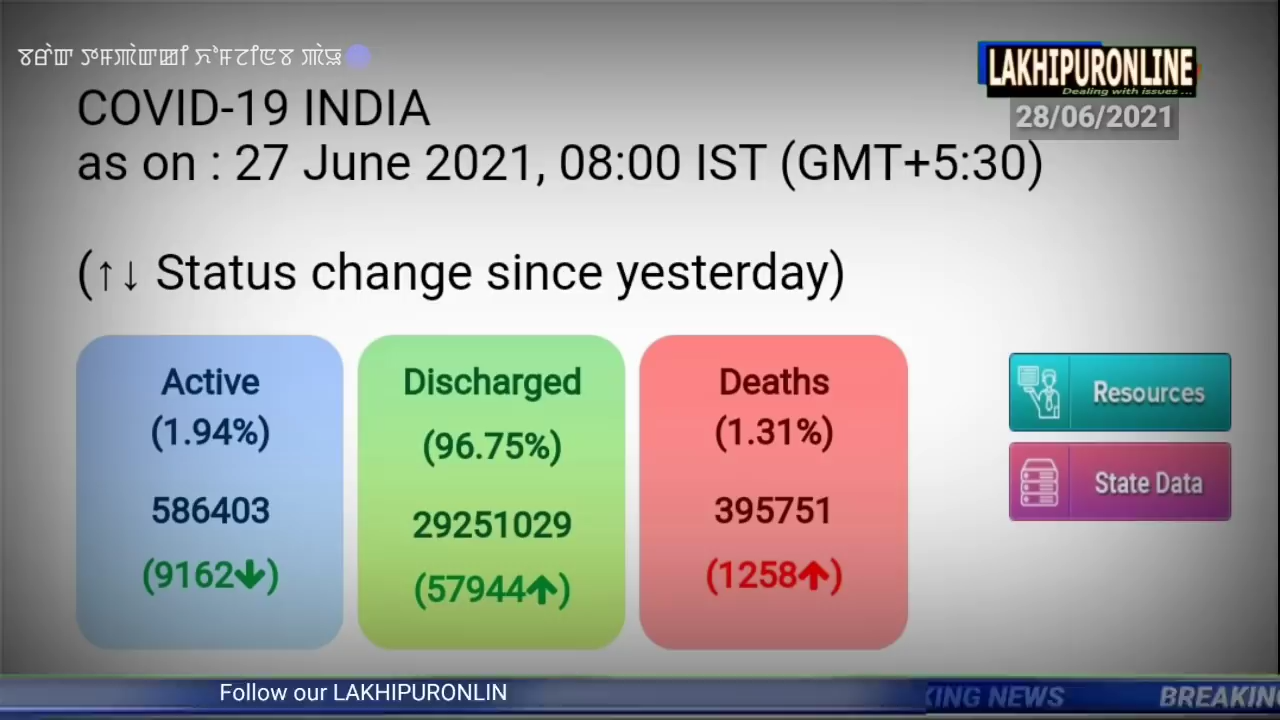 LAKHIPURONLINE
Dealing with issues ...
28/06/2021
COVID-19 INDIA
as on : 27 June 2021, 08:00 IST (GMT+5:30)
(↑↓ Status change since yesterday)
Active
(1.94%)
586403
(9162↓)
Discharged
(96.75%)
29251029
(57944↑)
Deaths
(1.31%)
395751
(1258↑)
Resources
State Data
Follow our LAKHIPURONLIN
KING NEWS
BREAKIN